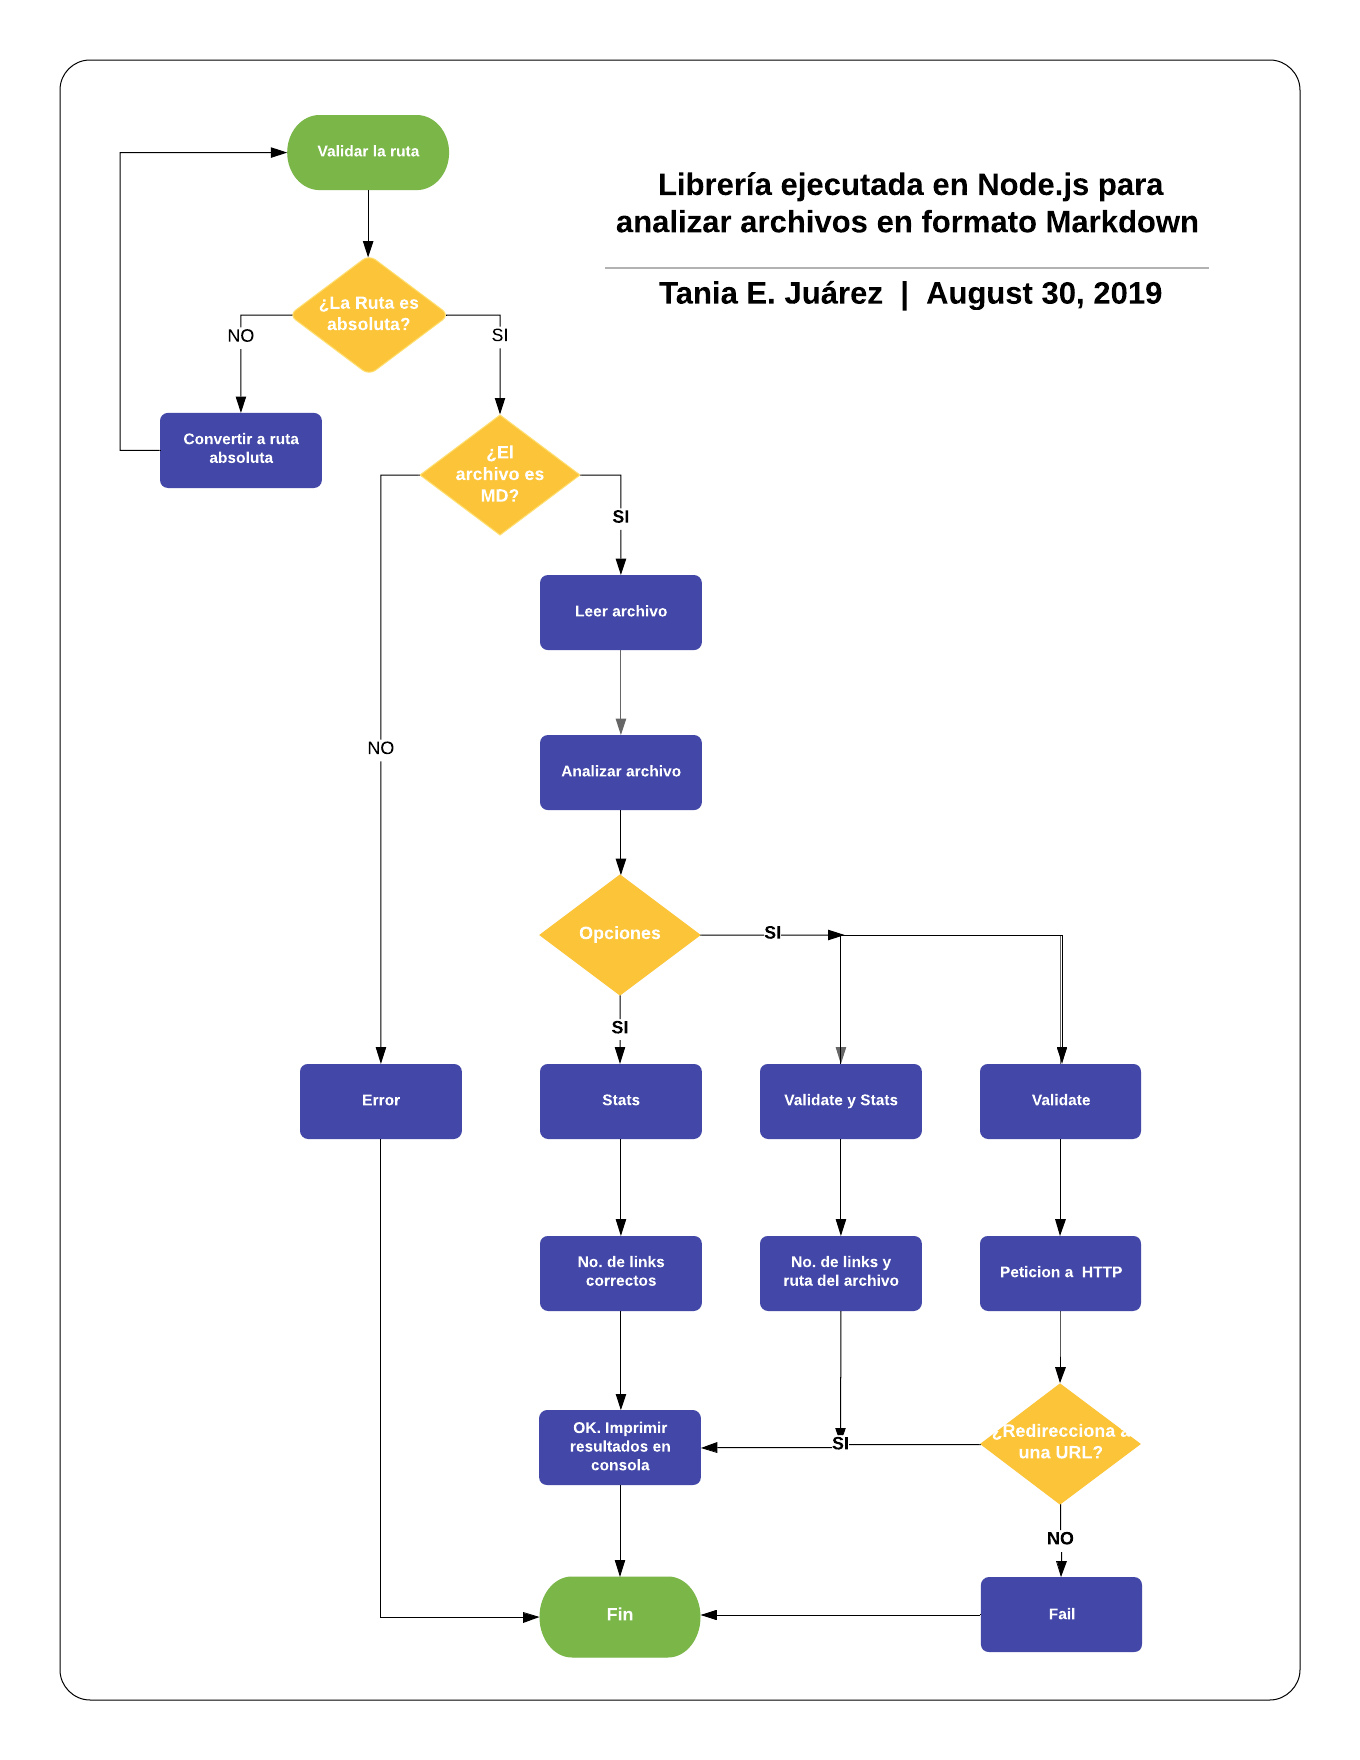 Validar la ruta
Librería ejecutada en Node.js para
analizar archivos en formato Markdown
Tania E. Juárez | August 30, 2019
¿La Ruta es
absoluta?
NO
SI
Convertir a ruta
absoluta
¿El
archivo es
MD?
SI
Leer archivo
NO
Analizar archivo
Opciones
SI
SI
Error
Stats
Validate y Stats
Validate
No. de links
correctos
No. de links y
ruta del archivo
Peticion a HTTP
OK. Imprimir
resultados en
consola
SI
¿Redirecciona a
una URL?
NO
Fin
Fail